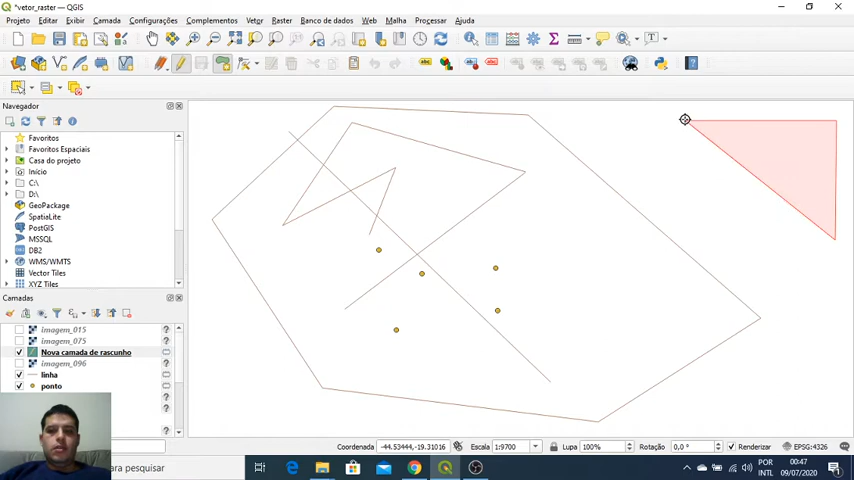 *vetor_raster — QGIS
Projeto Editar Exibir Camada Configurações Complementos Vetor Raster Banco de dados Web Malha Processar Ajuda
Navegador
Favoritos
Favoritos Espaciais
Casa do projeto
Início
C:\
D:\
GeoPackage
SpatiaLite
PostGIS
MSSQL
DB2
WMS/WMTS
Vector Tiles
XYZ Tiles
Camadas
imagem_015
imagem_075
Nova camada de rascunho
imagem_096
linha
ponto
Coordenada -44.53444,-19.31016 Escala 1:9700 Lupa 100% Rotação 0,0 ° Renderizar EPSG:4326
para pesquisar
POR 00:47
INTL 09/07/2020